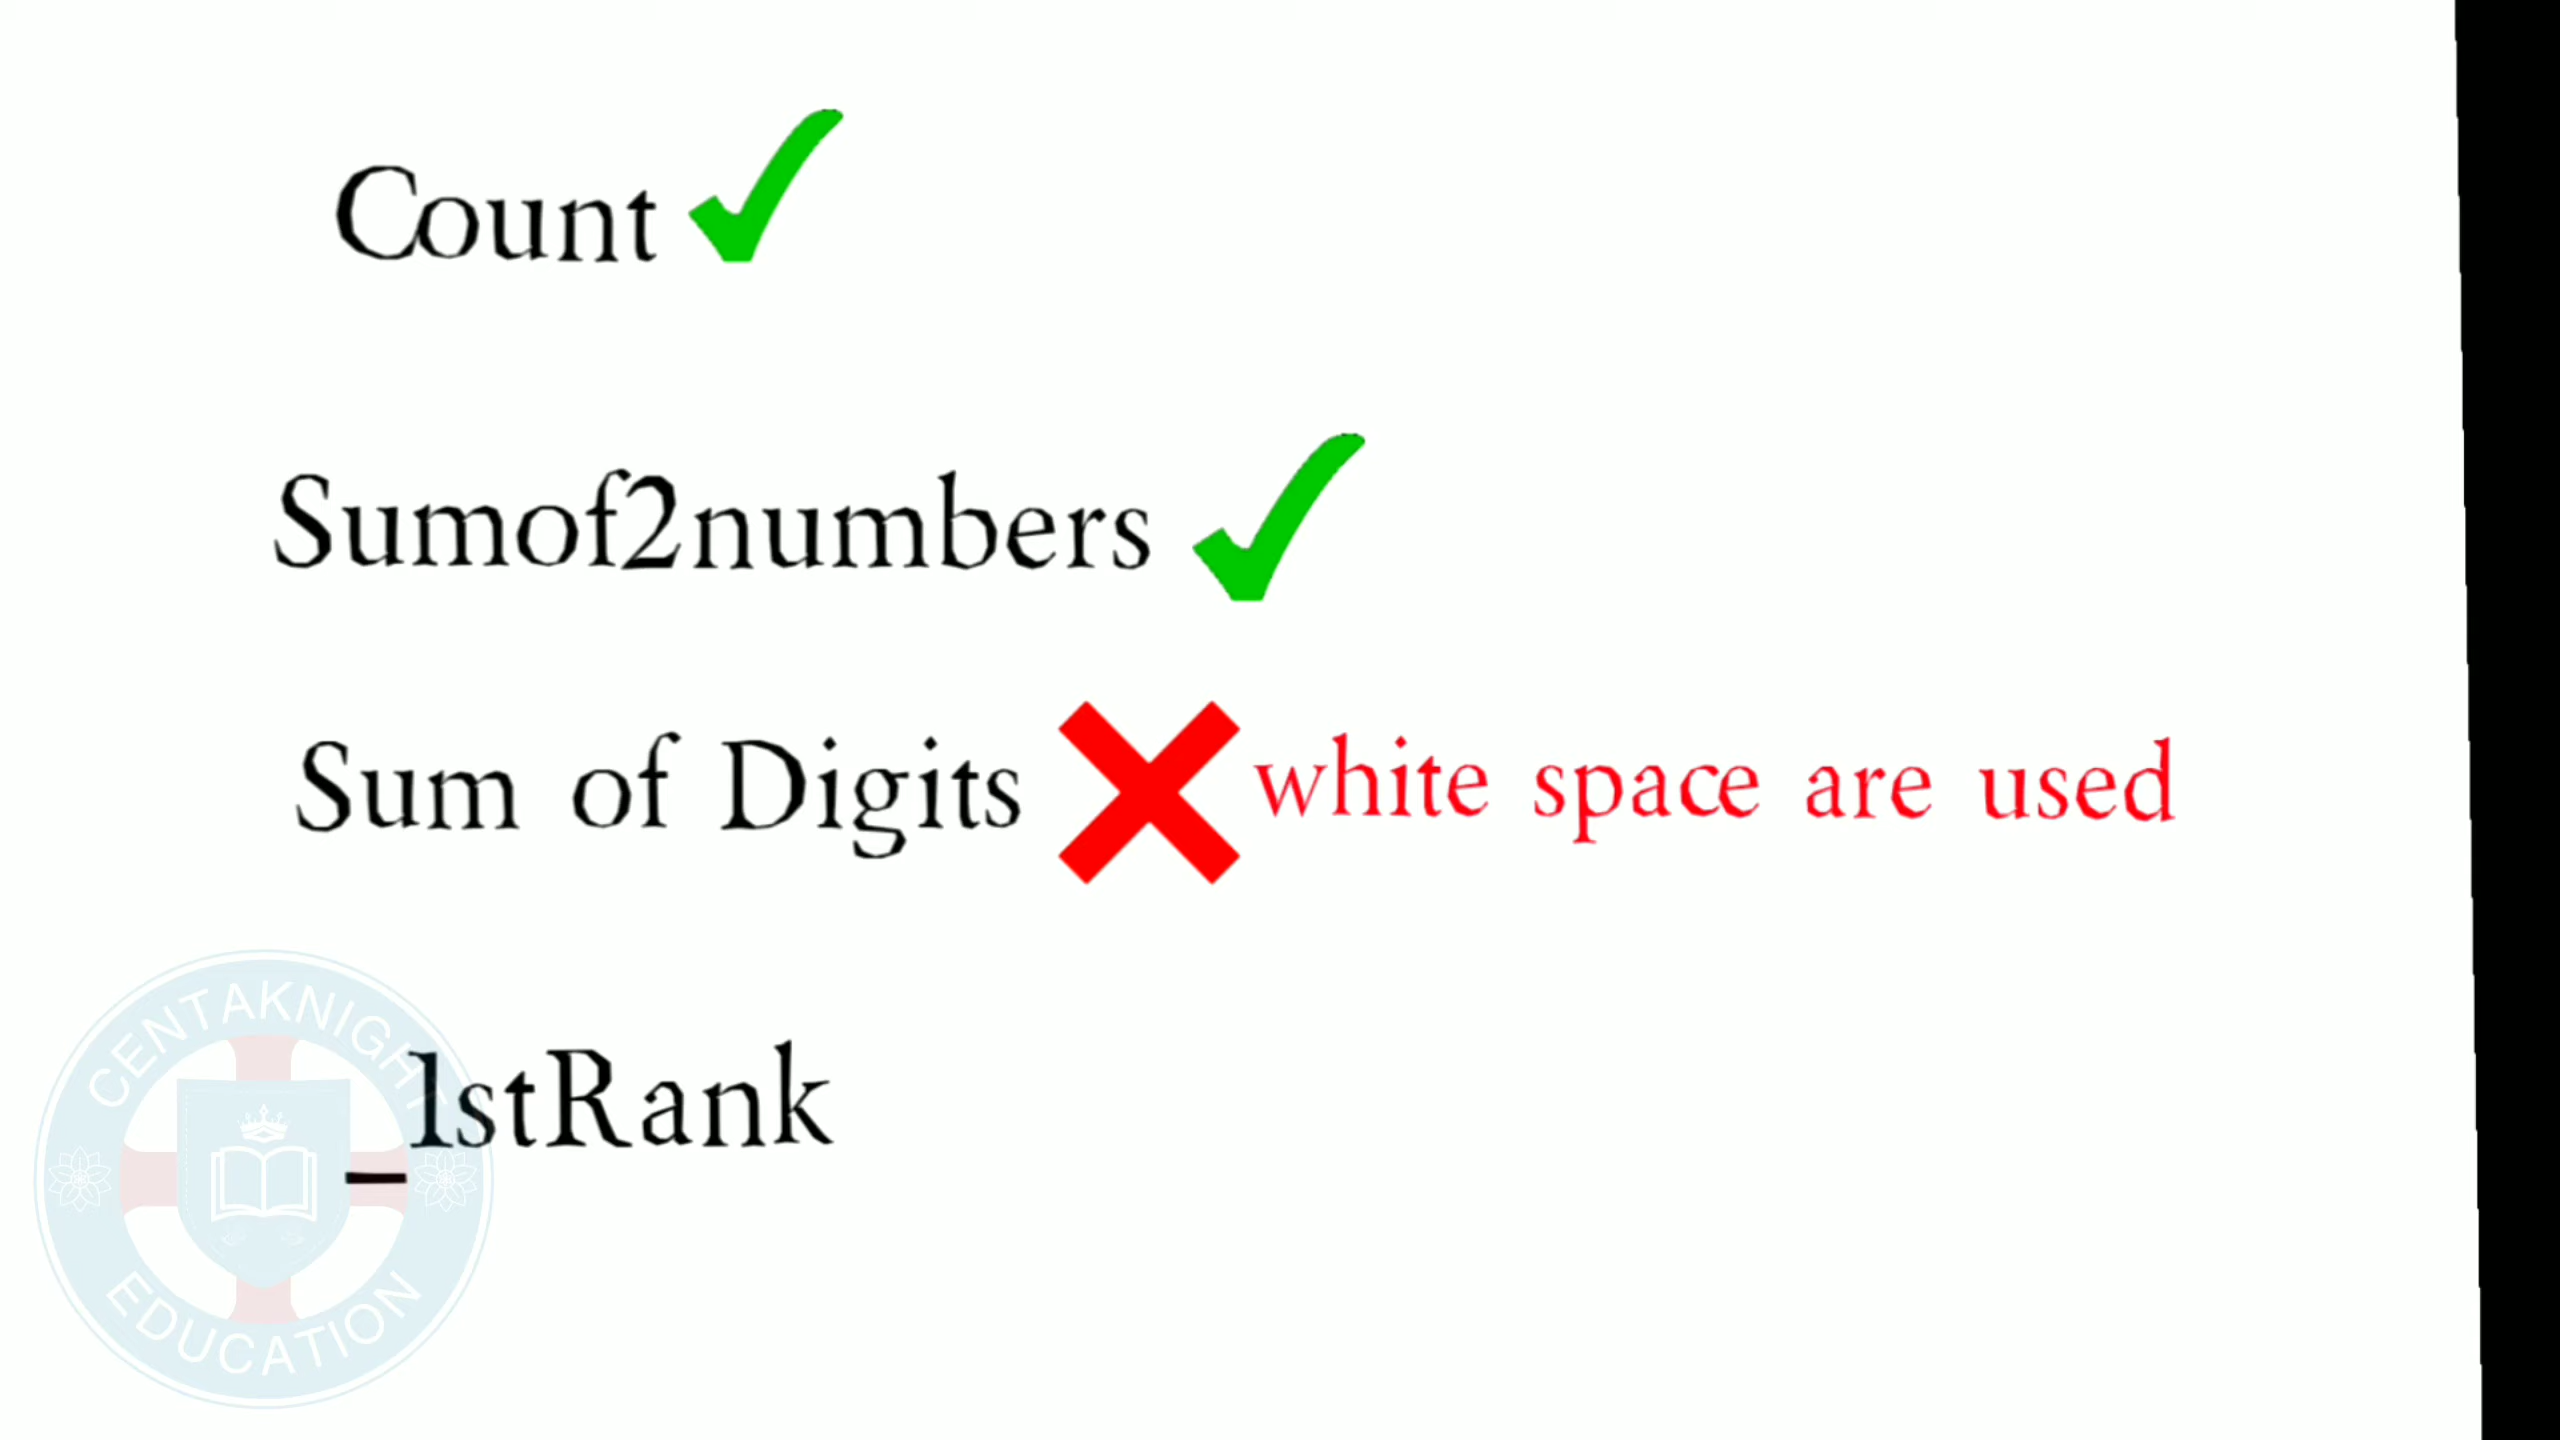 Count
Sumof2numbers
Sum of Digits white space are used
_1stRank
CENTAKNIGHT
EDUCATION